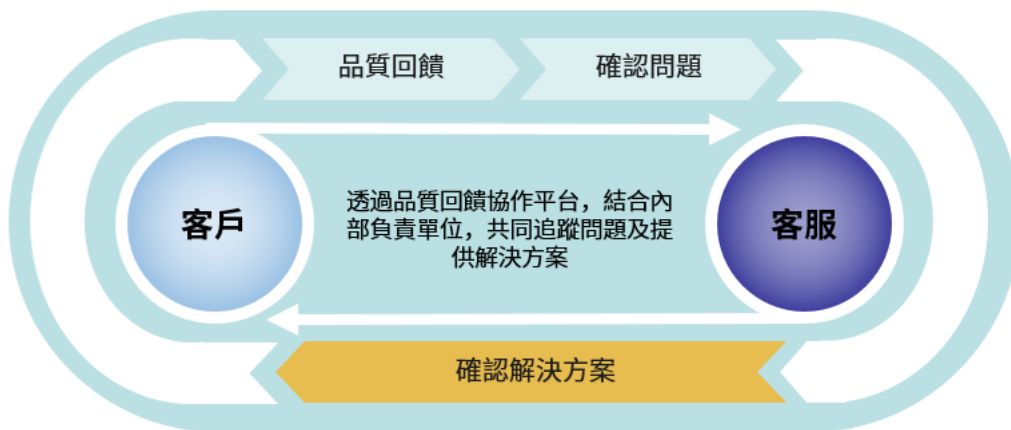 品質回饋
確認問題
客戶
透過品質回饋協作平台，結合內
部負責單位，共同追蹤問題及提
供解決方案
客服
確認解決方案